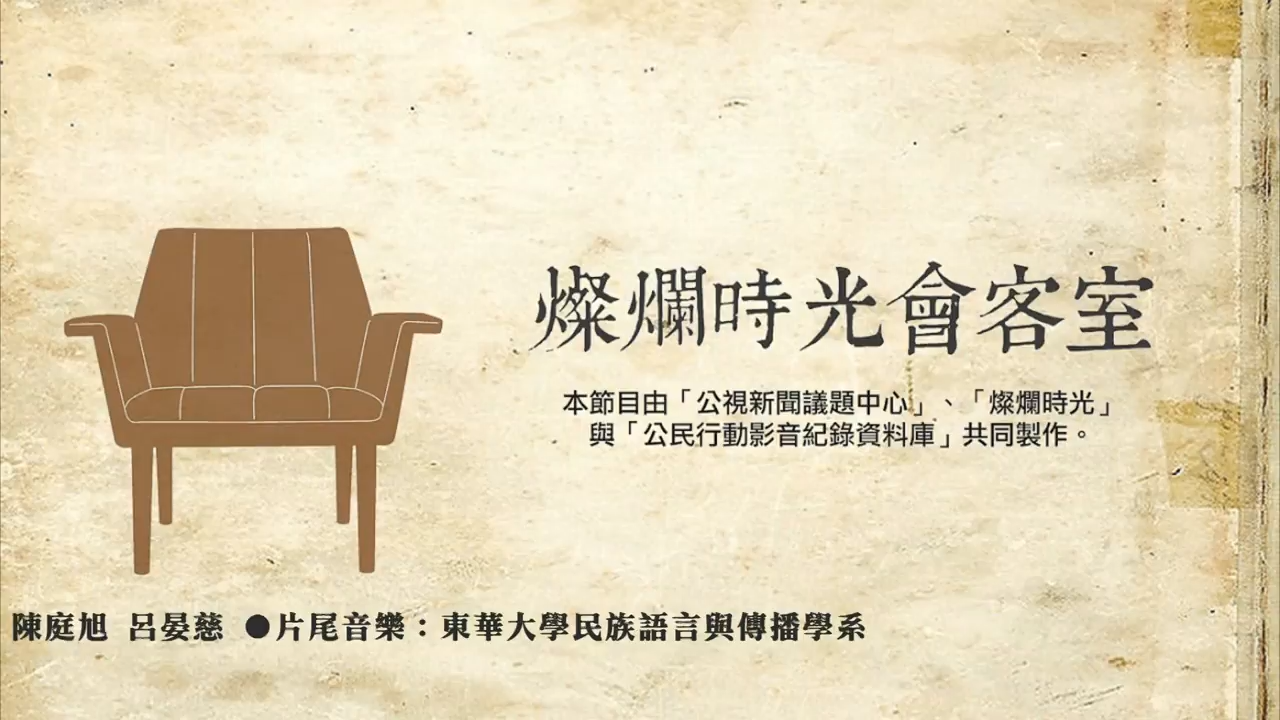 燦爛時光會客室
本節目由「公視新聞議題中心」、「燦爛時光」
與「公民行動影音紀錄資料庫」共同製作。
陳庭旭 呂晏慈 ●片尾音樂：東華大學民族語言與傳播學系